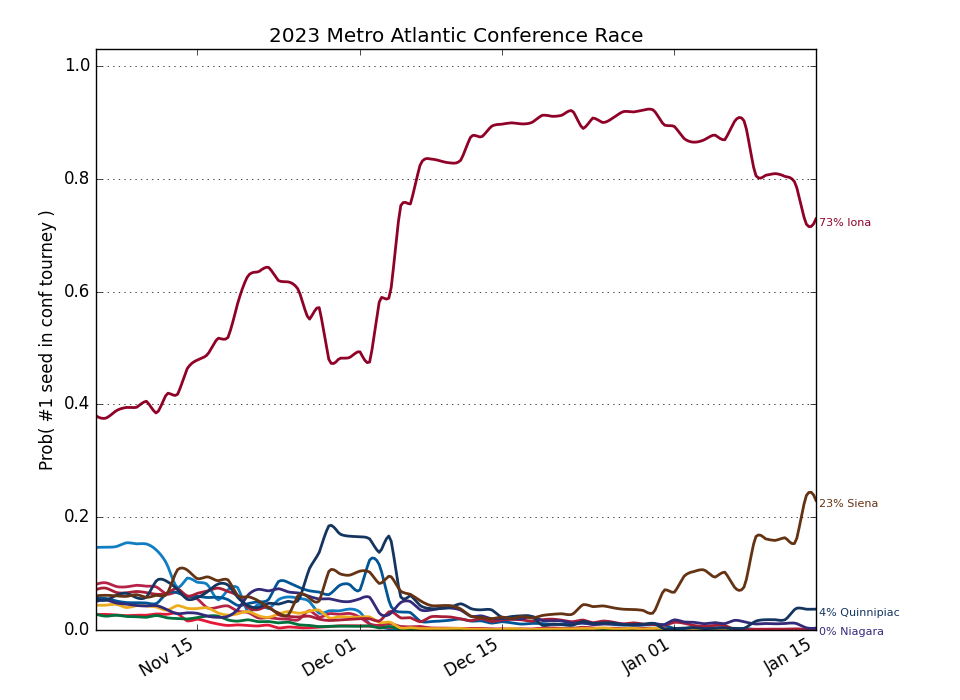 2023 Metro Atlantic Conference Race
Prob( #1 seed in conf tourney )
1.0
0.8
0.6
0.4
0.2
0.0
73% Iona
23% Siena
4% Quinnipiac
0% Niagara
Nov 15
Dec 01
Dec 15
Jan 01
Jan 15